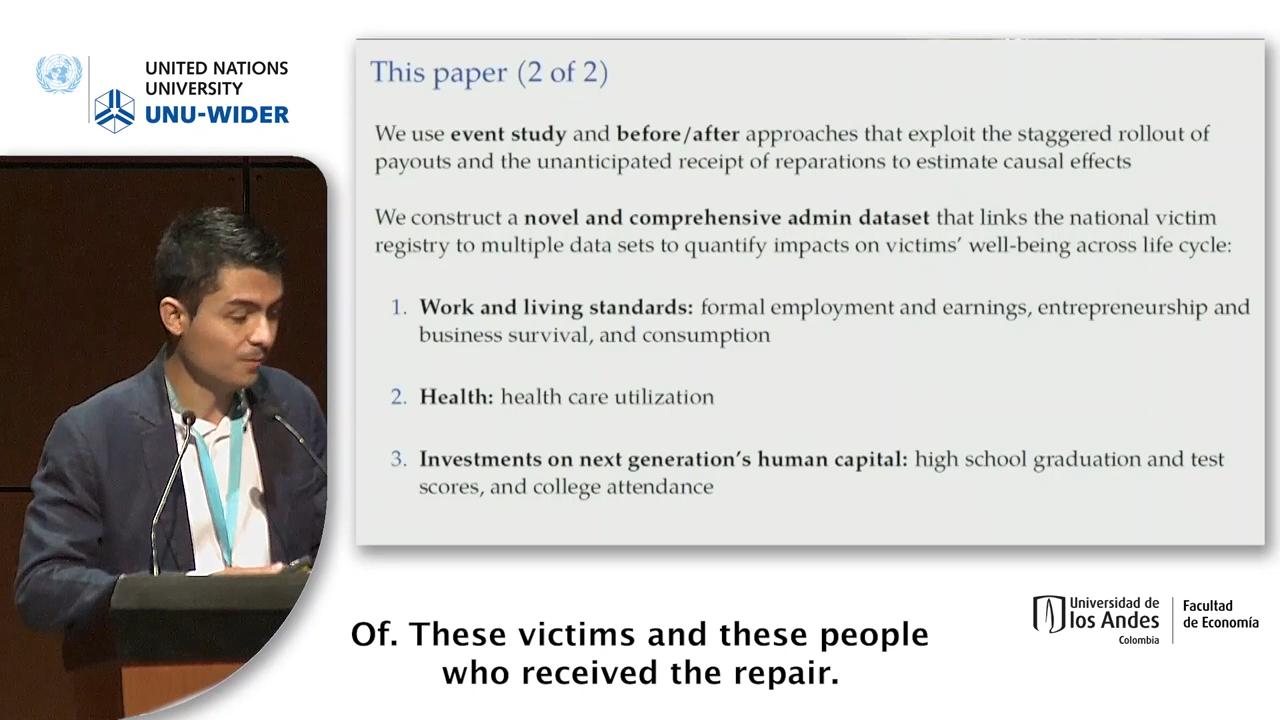 UNITED NATIONS
UNIVERSITY
UNU-WIDER
This paper (2 of 2)
We use event study and before/after approaches that exploit the staggered rollout of
payouts and the unanticipated receipt of reparations to estimate causal effects
We construct a novel and comprehensive admin dataset that links the national victim
registry to multiple data sets to quantify impacts on victims' well-being across life cycle:
1. Work and living standards: formal employment and earnings, entrepreneurship and
business survival, and consumption
2. Health: health care utilization
3. Investments on next generation's human capital: high school graduation and test
scores, and college attendance
Of. These victims and these people
who received the repair.
Universidad de
los Andes
Colombia
Facultad
de Economía